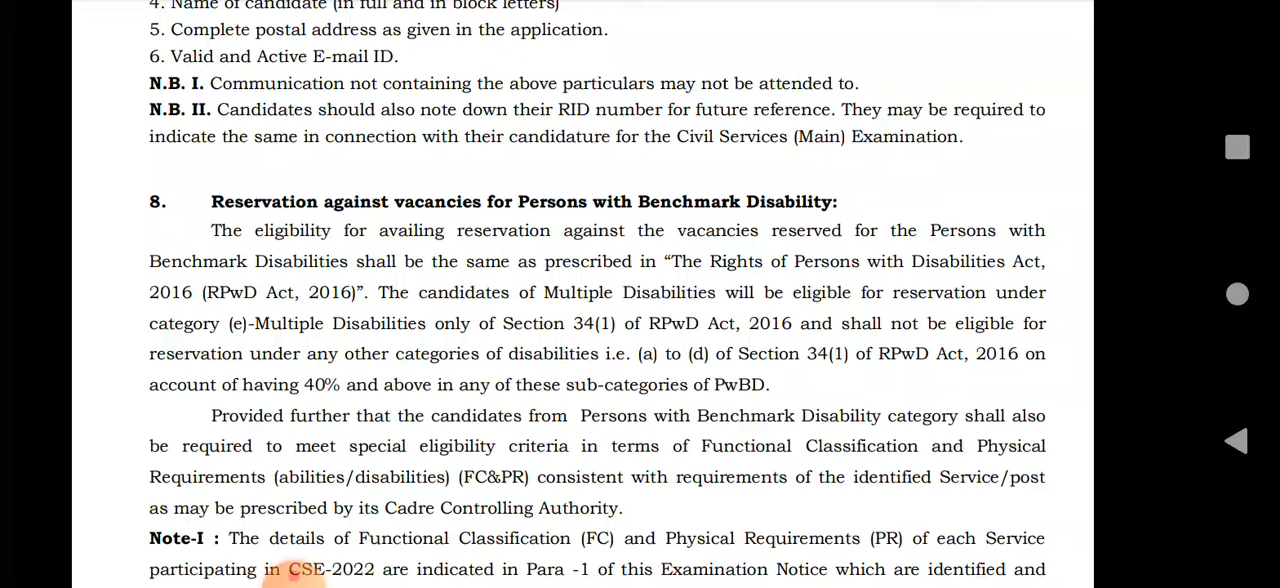 4. Name of candidate (in full and in block letters)
5. Complete postal address as given in the application.
6. Valid and Active E-mail ID.
N.B. I. Communication not containing the above particulars may not be attended to.
N.B. II. Candidates should also note down their RID number for future reference. They may be required to
indicate the same in connection with their candidature for the Civil Services (Main) Examination.
8. Reservation against vacancies for Persons with Benchmark Disability:
The eligibility for availing reservation against the vacancies reserved for the Persons with
Benchmark Disabilities shall be the same as prescribed in “The Rights of Persons with Disabilities Act,
2016 (RPwD Act, 2016)”. The candidates of Multiple Disabilities will be eligible for reservation under
category (e)-Multiple Disabilities only of Section 34(1) of RPwD Act, 2016 and shall not be eligible for
reservation under any other categories of disabilities i.e. (a) to (d) of Section 34(1) of RPwD Act, 2016 on
account of having 40% and above in any of these sub-categories of PwBD.
Provided further that the candidates from Persons with Benchmark Disability category shall also
be required to meet special eligibility criteria in terms of Functional Classification and Physical
Requirements (abilities/disabilities) (FC&PR) consistent with requirements of the identified Service/post
as may be prescribed by its Cadre Controlling Authority.
Note-I : The details of Functional Classification (FC) and Physical Requirements (PR) of each Service
participating in CSE-2022 are indicated in Para -1 of this Examination Notice which are identified and